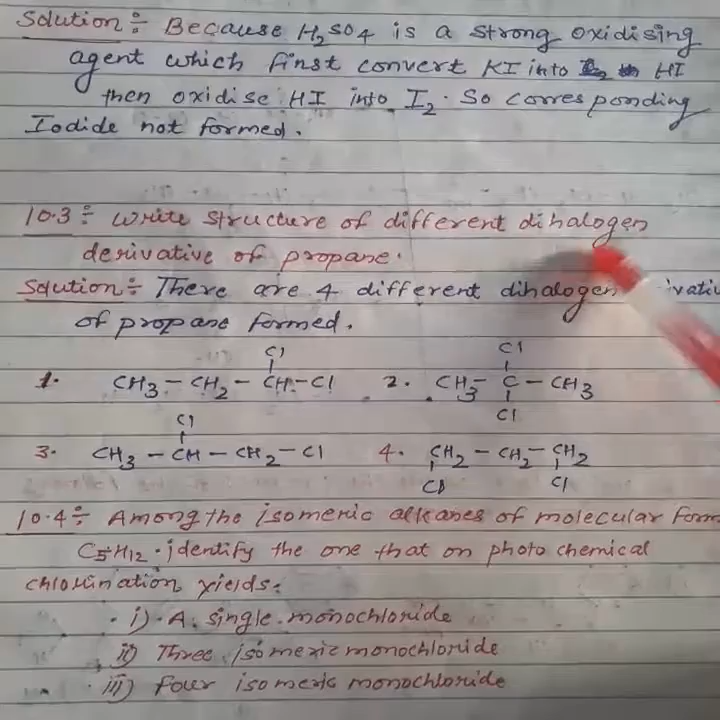 Solution÷ Because H₂SO₄ is a strong oxidising
agent which first convert KI into HI
then oxidise HI into I₂. So corresponding
Iodide not formed.
10.3÷ Write structure of different dihalogen
derivative of propane.
Solution÷ There are 4 different dihalogen
of propane formed.
Cl Cl
1. CH₃ – CH₂ – CH – Cl 2. CH₃ – C – CH₃
Cl Cl
3. CH₃ – CH – CH₂ – Cl 4. CH₂ – CH₂ – CH₂
Cl Cl
10.4÷ Among the isomeric alkanes of molecular form
C₅H₁₂. identify the one that on photo chemical
chlorination yields:
i) A single monochloride
ii) Three isomeric monochloride
iii) Four isomeric monochloride